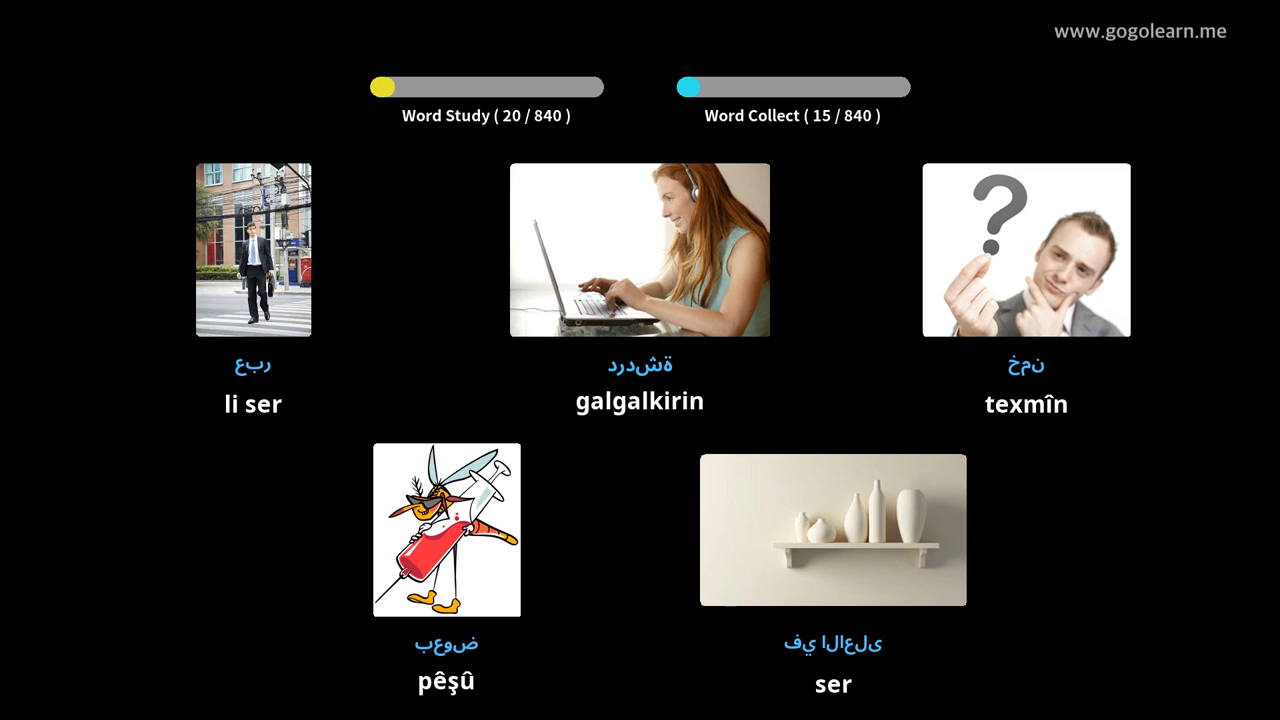 www.gogolearn.me
Word Study ( 20 / 840 )
Word Collect ( 15 / 840 )
عبر
دردشة
خمن
li ser
galgalkirin
texmîn
بعوض
في الاعلى
pêşû
ser